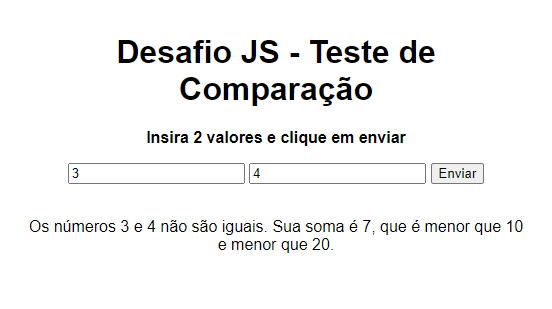 Desafio JS - Teste de
Comparação
Insira 2 valores e clique em enviar
3 4 Enviar
Os números 3 e 4 não são iguais. Sua soma é 7, que é menor que 10
e menor que 20.